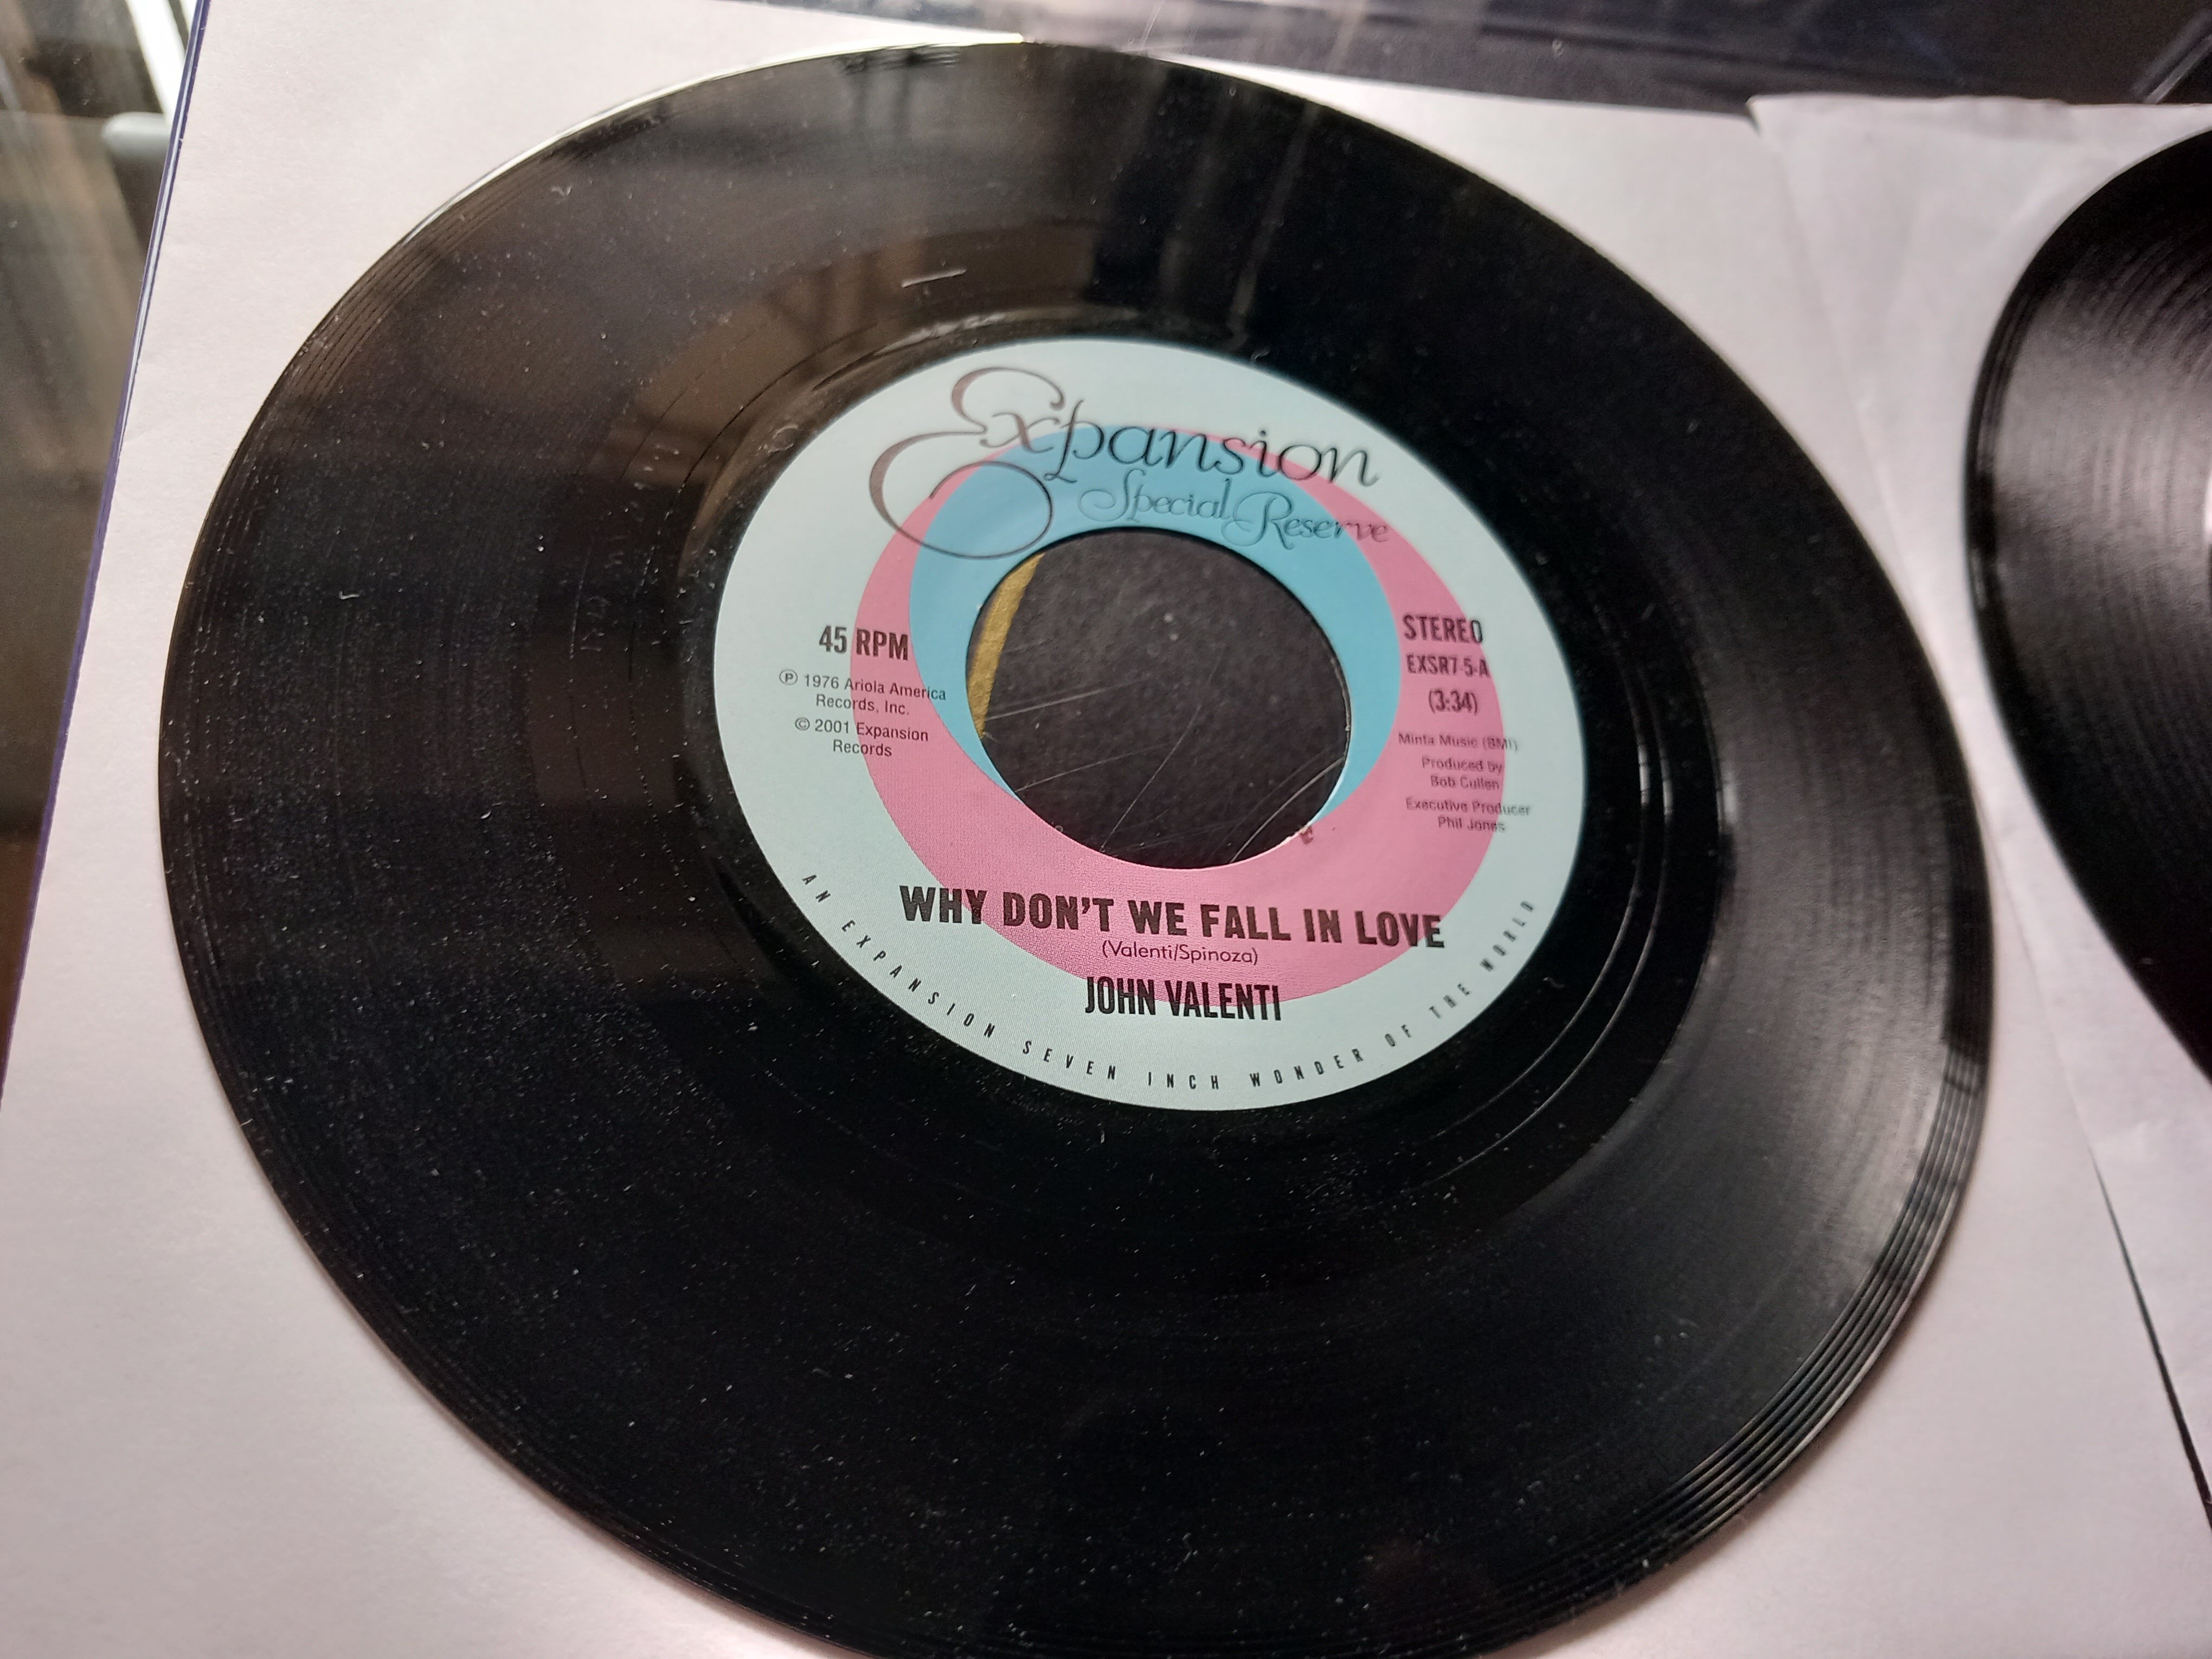 Expansion
Special Reserve
45 RPM
℗ 1976 Ariola America
Records, Inc.
© 2001 Expansion
Records
STEREO
EXSR7-5-A
(3:34)
Minta Music (BMI)
Produced by
Bob Cullen
Executive Producer
Phil Jones
WHY DON'T WE FALL IN LOVE
(Valenti/Spinoza)
JOHN VALENTI
AN EXPANSION SEVEN INCH WONDER OF THE WORLD